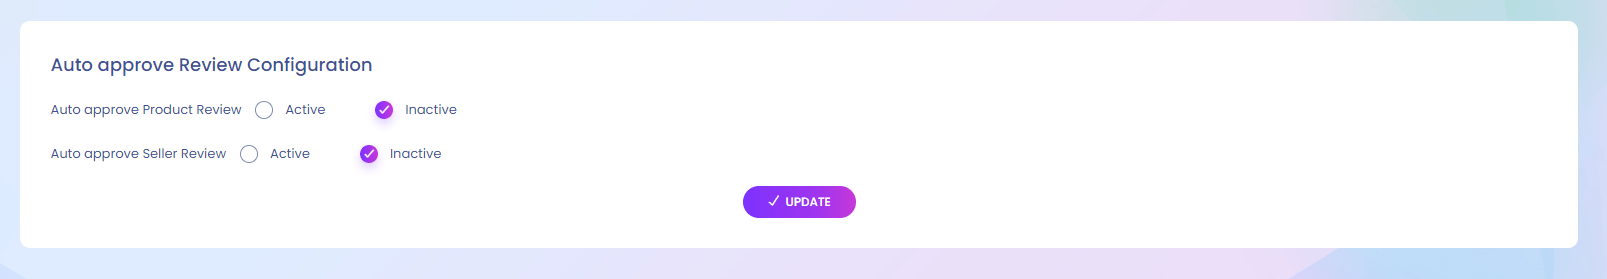 Auto approve Review Configuration
Auto approve Product Review Active Inactive
Auto approve Seller Review Active Inactive
UPDATE